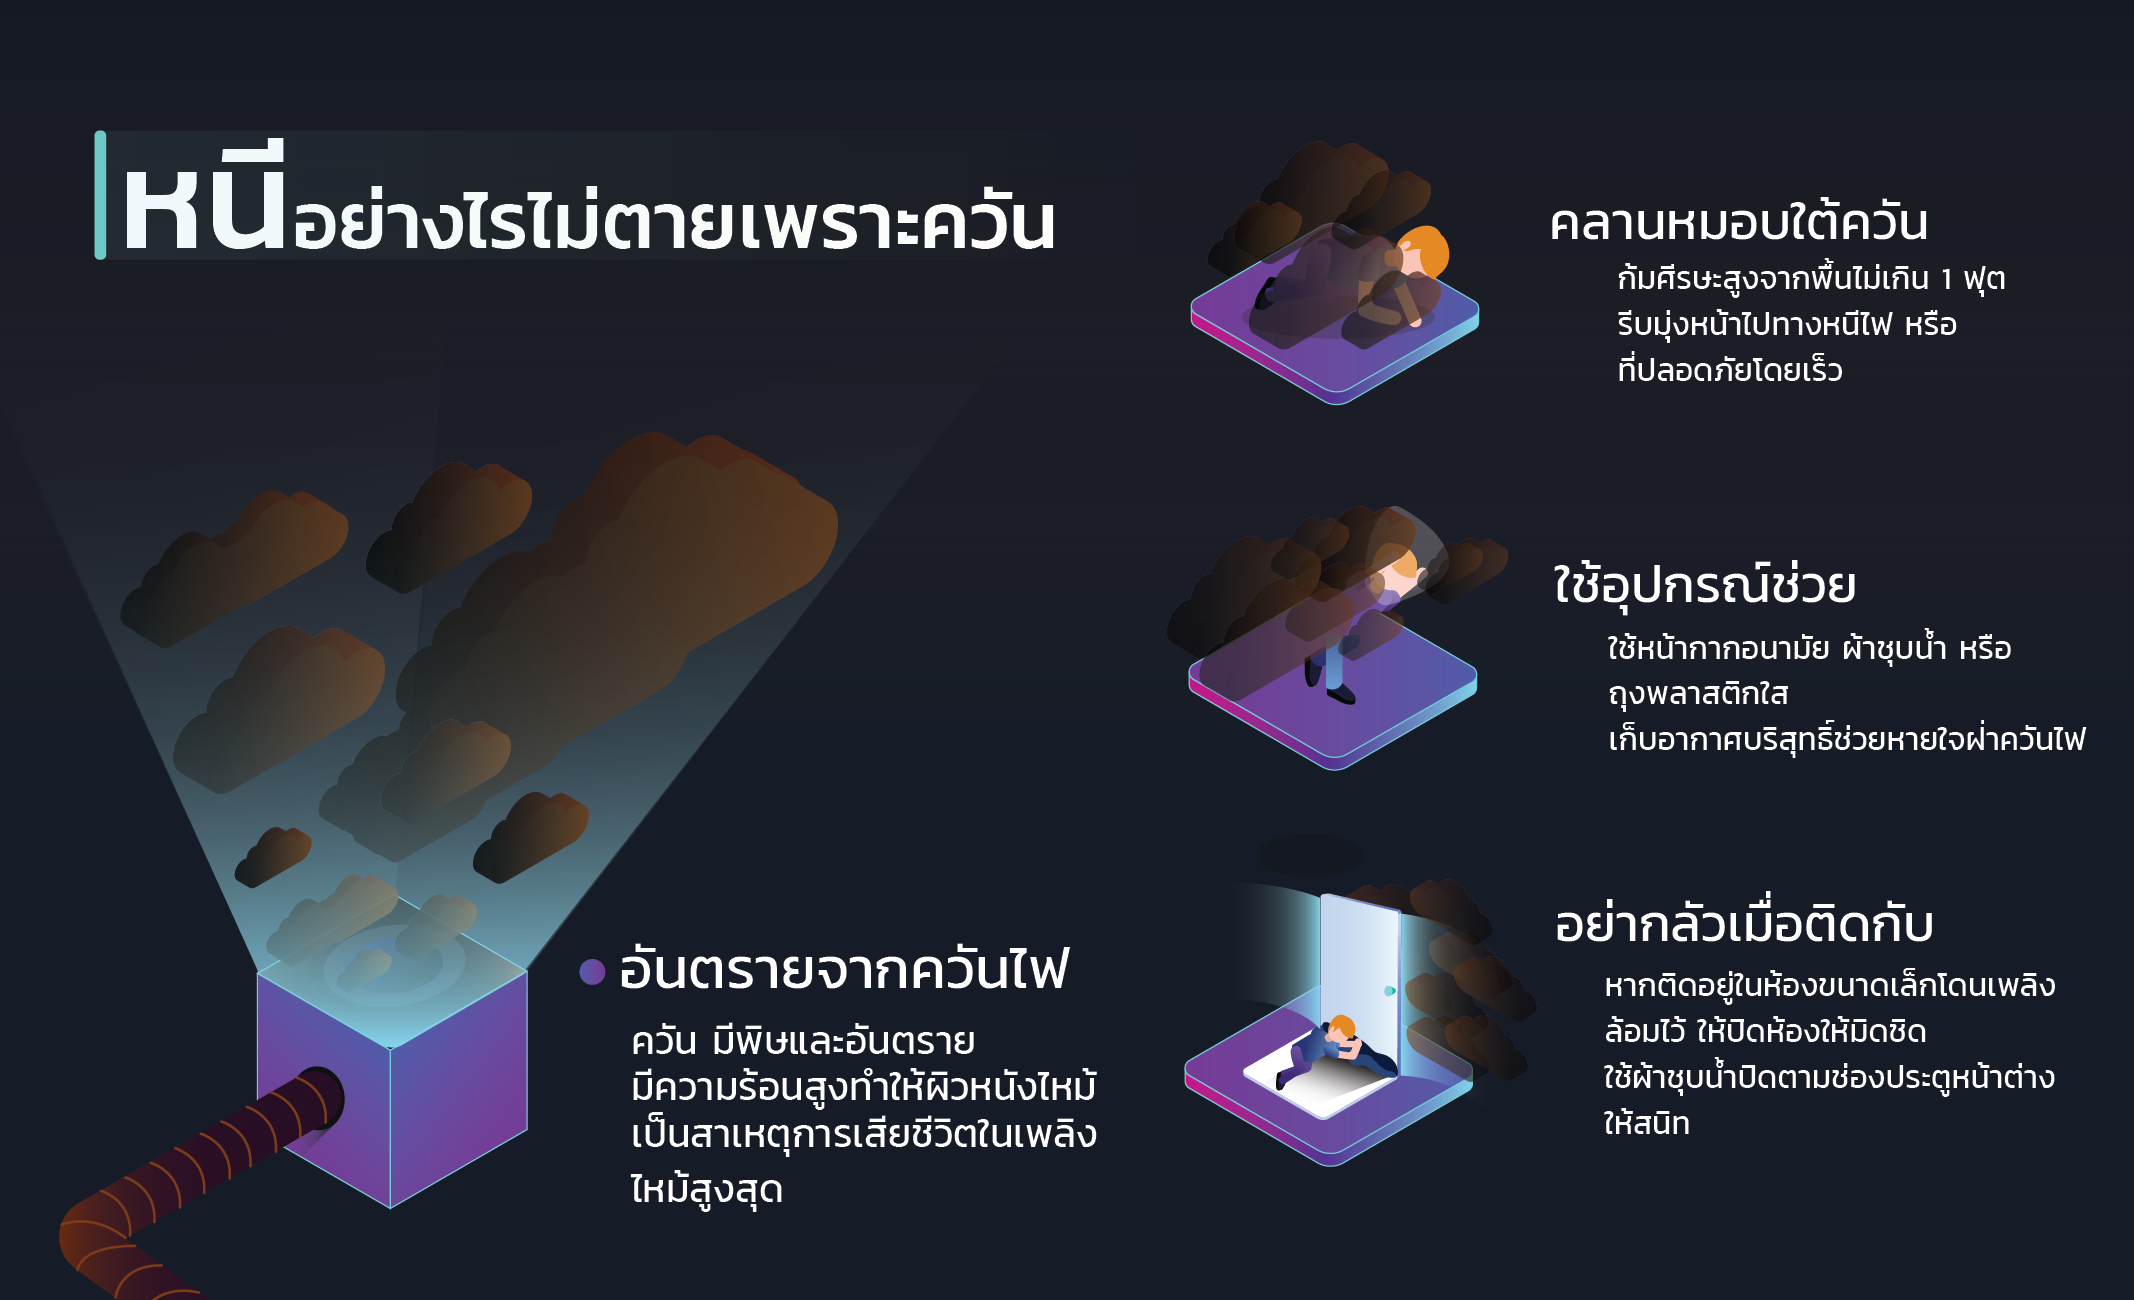 หนีอย่างไรไม่ตายเพราะควัน
อันตรายจากควันไฟ
ควัน มีพิษและอันตราย
มีความร้อนสูงทำให้ผิวหนังไหม้
เป็นสาเหตุการเสียชีวิตในเพลิง
ไหม้สูงสุด
คลานหมอบใต้ควัน
ก้มศีรษะสูงจากพื้นไม่เกิน 1 ฟุต
รีบมุ่งหน้าไปทางหนีไฟ หรือ
ที่ปลอดภัยโดยเร็ว
ใช้อุปกรณ์ช่วย
ใช้หน้ากากอนามัย ผ้าชุบน้ำ หรือ
ถุงพลาสติกใส
เก็บอากาศบริสุทธิ์ช่วยหายใจฝ่าควันไฟ
อย่ากลัวเมื่อติดกับ
หากติดอยู่ในห้องขนาดเล็กโดนเพลิง
ล้อมไว้ ให้ปิดห้องให้มิดชิด
ใช้ผ้าชุบน้ำปิดตามช่องประตูหน้าต่าง
ให้สนิท